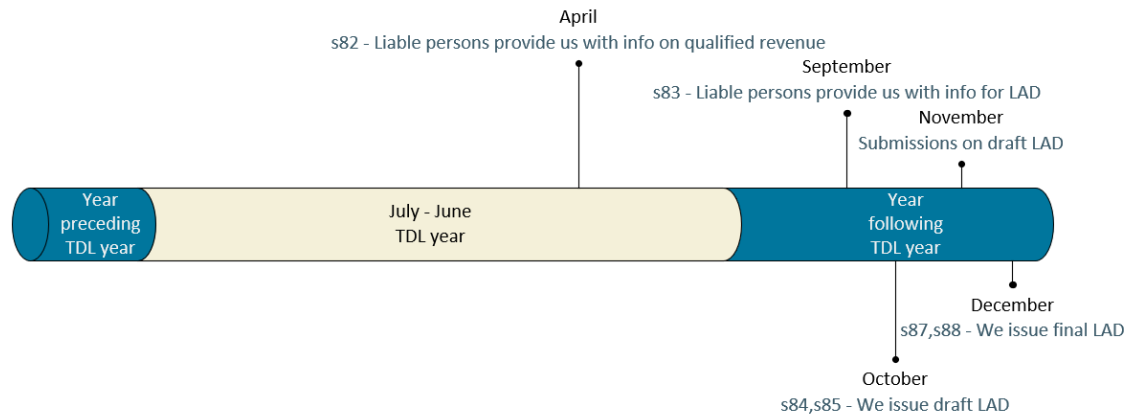 April
s82 - Liable persons provide us with info on qualified revenue
September
s83 - Liable persons provide us with info for LAD
November
Submissions on draft LAD
Year
preceding
TDL year
July - June
TDL year
Year
following
TDL year
December
s87,s88 - We issue final LAD
October
s84,s85 - We issue draft LAD